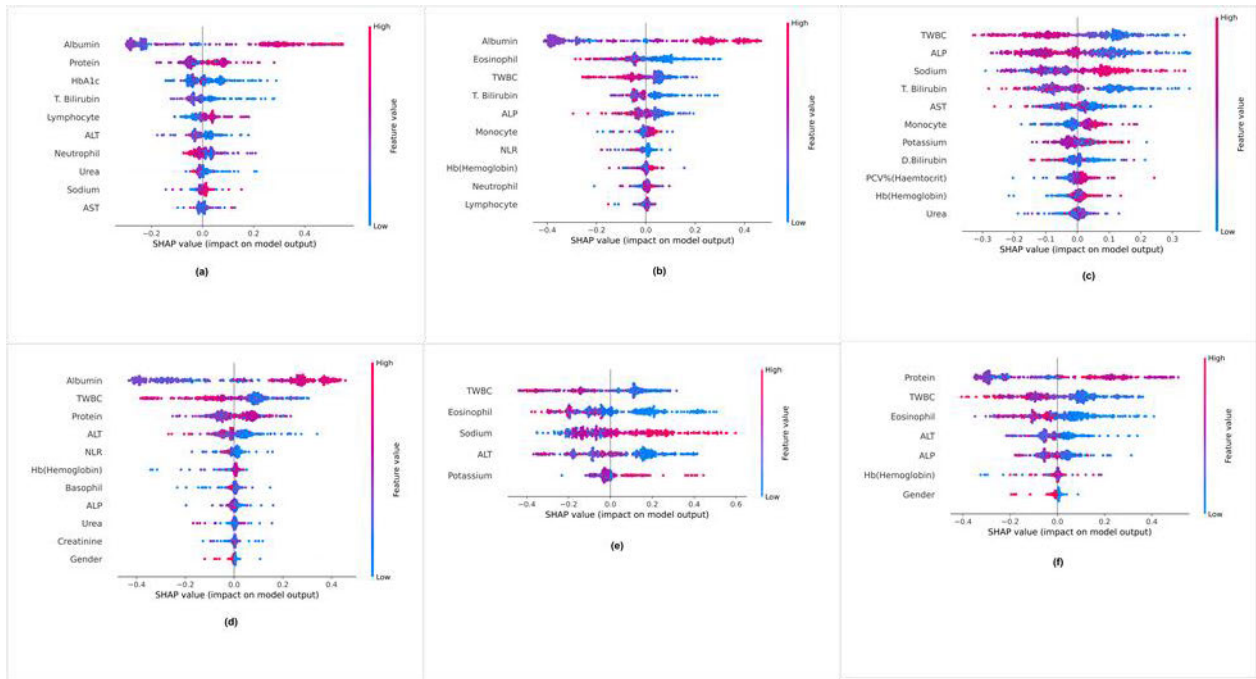 High
Albumin
Protein
HbA1c
T. Bilirubin
Lymphocyte
ALT
Neutrophil
Urea
Sodium
AST
Feature value
Low
−0.2 0.0 0.2 0.4
SHAP value (impact on model output)
(a)
High
Albumin
Eosinophil
TWBC
T. Bilirubin
ALP
Monocyte
NLR
Hb(Hemoglobin)
Neutrophil
Lymphocyte
Feature value
Low
−0.4 −0.2 0.0 0.2 0.4
SHAP value (impact on model output)
(b)
High
TWBC
ALP
Sodium
T. Bilirubin
AST
Monocyte
Potassium
D.Bilirubin
PCV%(Haemtocrit)
Hb(Hemoglobin)
Urea
Feature value
Low
−0.3 −0.2 −0.1 0.0 0.1 0.2 0.3
SHAP value (impact on model output)
(c)
High
Albumin
TWBC
Protein
ALT
NLR
Hb(Hemoglobin)
Basophil
ALP
Urea
Creatinine
Gender
Feature value
Low
−0.4 −0.2 0.0 0.2 0.4
SHAP value (impact on model output)
(d)
High
TWBC
Eosinophil
Sodium
ALT
Potassium
Feature value
Low
−0.4 −0.2 0.0 0.2 0.4 0.6
SHAP value (impact on model output)
(e)
High
Protein
TWBC
Eosinophil
ALT
ALP
Hb(Hemoglobin)
Gender
Feature value
Low
−0.4 −0.2 0.0 0.2 0.4
SHAP value (impact on model output)
(f)